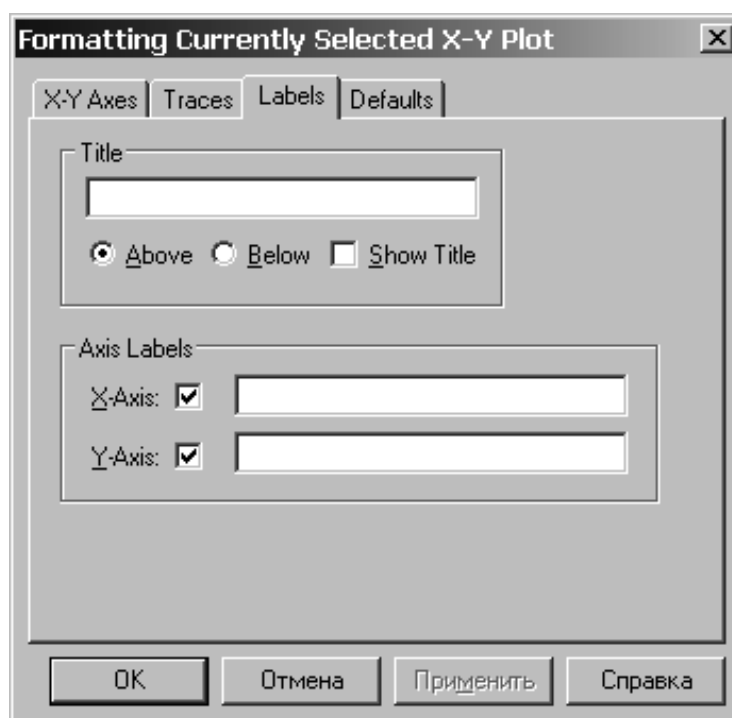 Formatting Currently Selected X-Y Plot
X-Y Axes Traces Labels Defaults
Title
Above Below Show Title
Axis Labels
X-Axis:
Y-Axis:
OK Отмена Применить Справка